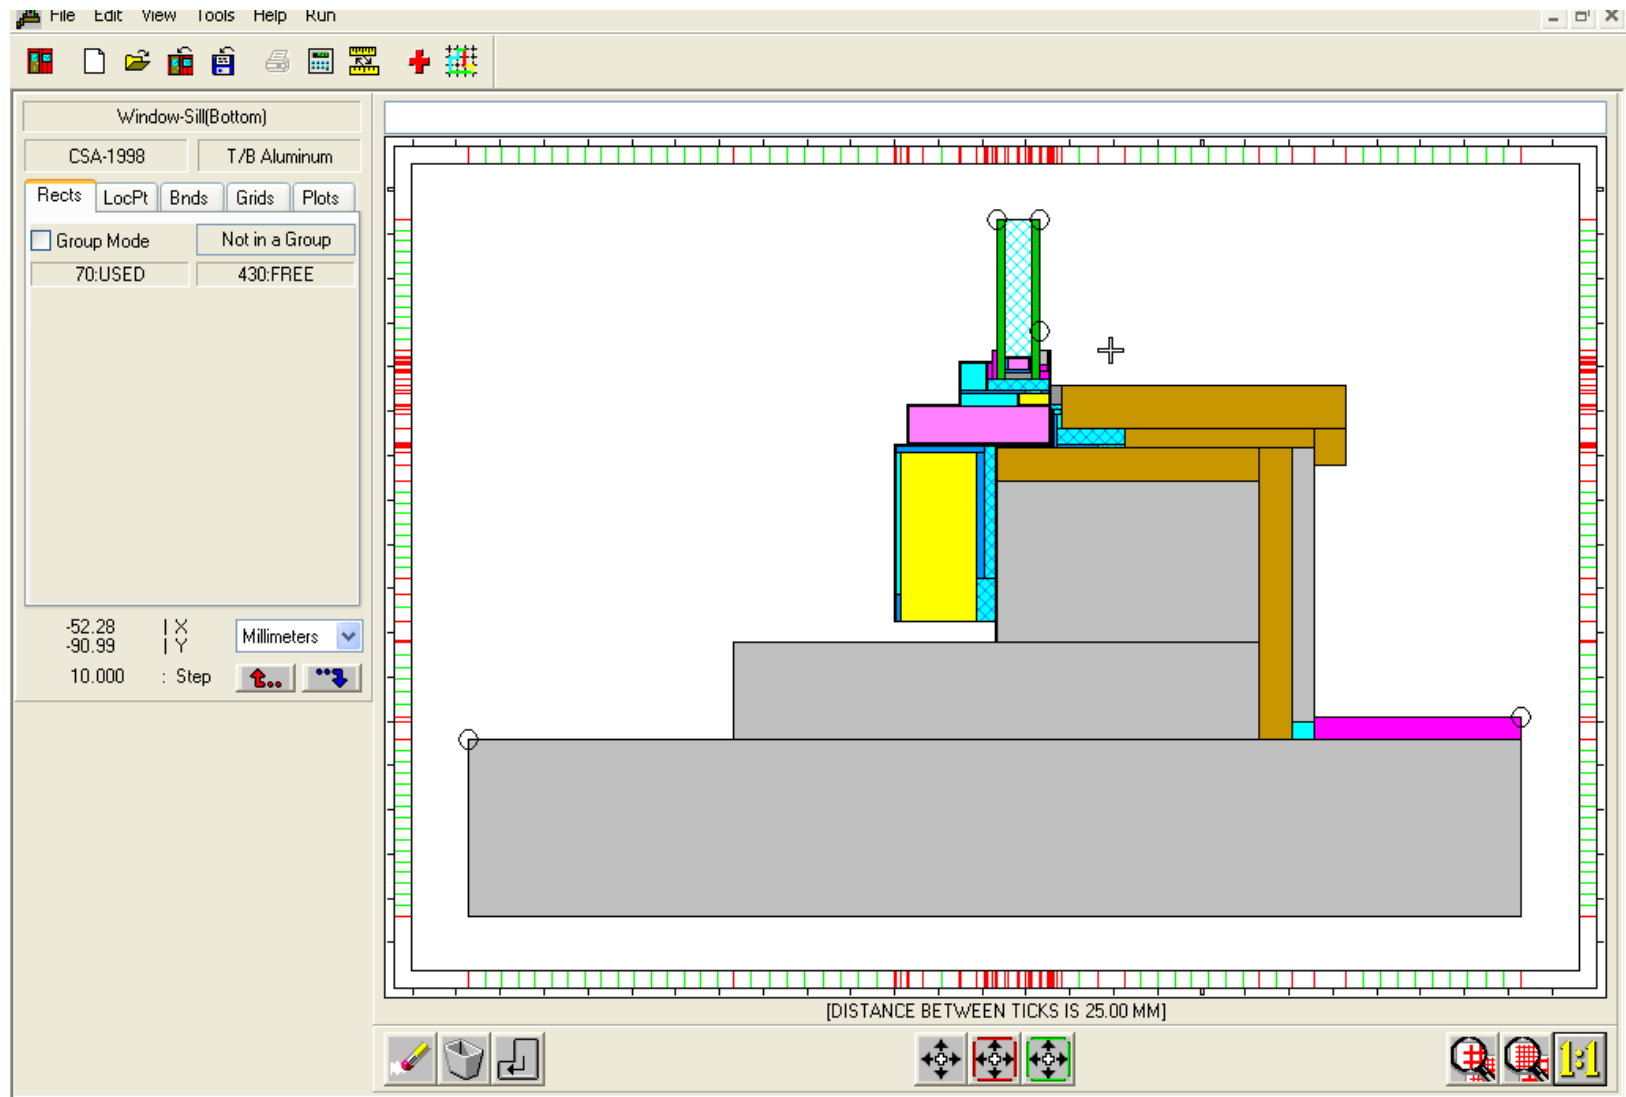 File Edit View Tools Help Run
Window-Sill(Bottom)
CSA-1998 T/B Aluminum
Rects LocPt Bnds Grids Plots
Group Mode Not in a Group
70:USED 430:FREE
-52.28 | X
-90.99 | Y
Millimeters
10.000 : Step
[DISTANCE BETWEEN TICKS IS 25.00 MM]
1:1